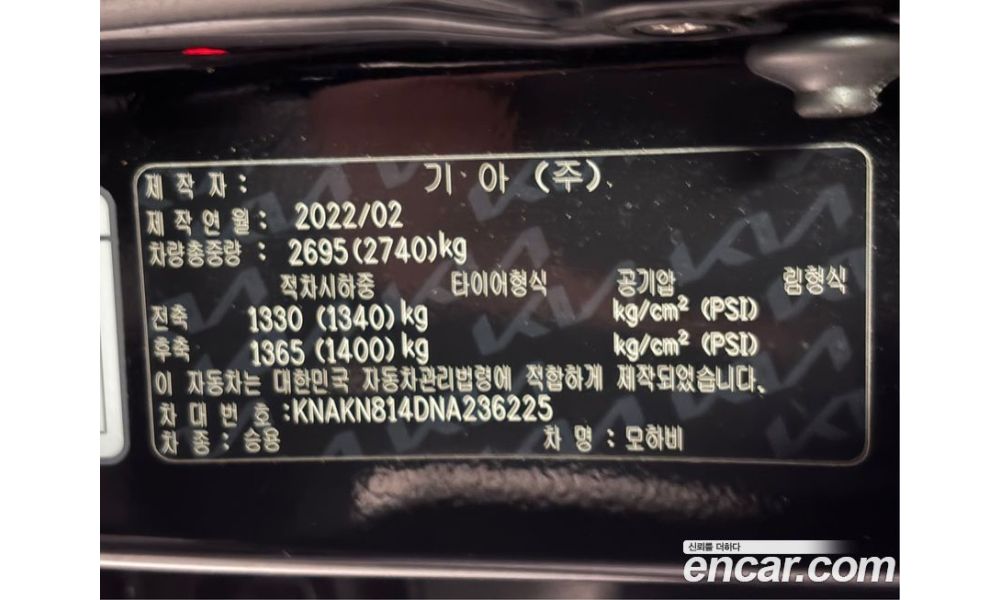 제작자 : 기아 (주).
제작연월 : 2022/02
차량총중량 : 2695(2740)kg
적차시하중 타이어형식 공기압 림형식
전축 1330 (1340)kg kg/cm² (PSI)
후축 1365 (1400)kg kg/cm² (PSI)
이 자동차는 대한민국 자동차관리법령에 적합하게 제작되었습니다.
차대번호 :KNAKN814DNA236225
차종 : 승용 차명 : 모하비
신뢰를 더하다
encar.com